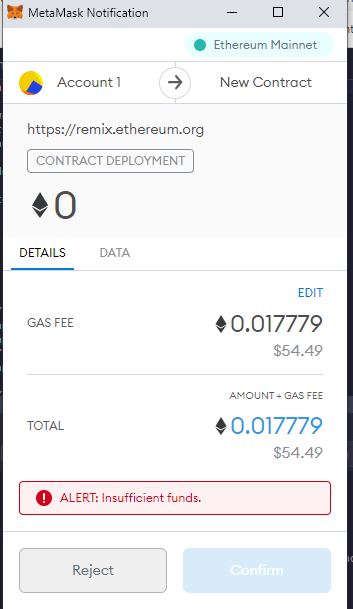 MetaMask Notification
Ethereum Mainnet
Account 1 New Contract
https://remix.ethereum.org
CONTRACT DEPLOYMENT
0
DETAILS DATA
EDIT
GAS FEE 0.017779
$54.49
AMOUNT + GAS FEE
TOTAL 0.017779
$54.49
ALERT: Insufficient funds.
Reject Confirm